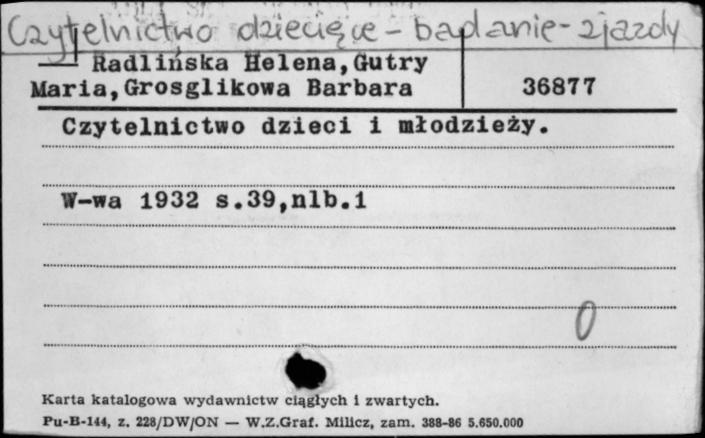 Czytelnictwo dziecięce - badanie - zjazdy
Radlińska Helena,Gutry
Maria,Grosglikowa Barbara
36877
Czytelnictwo dzieci i młodzieży.
W-wa 1932 s.39,nlb.1
0
Karta katalogowa wydawnictw ciągłych i zwartych.
Pu-B-144, z. 228/DW/ON — W.Z.Graf. Milicz, zam. 388-86 5.650.000